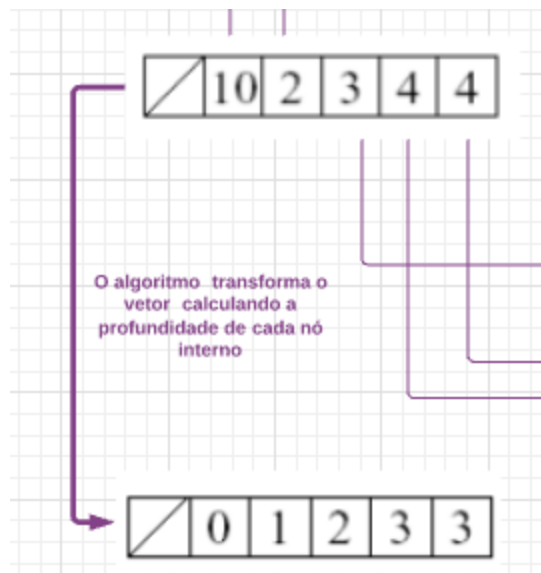 10 2 3 4 4
O algoritmo transforma o
vetor calculando a
profundidade de cada nó
interno
0 1 2 3 3